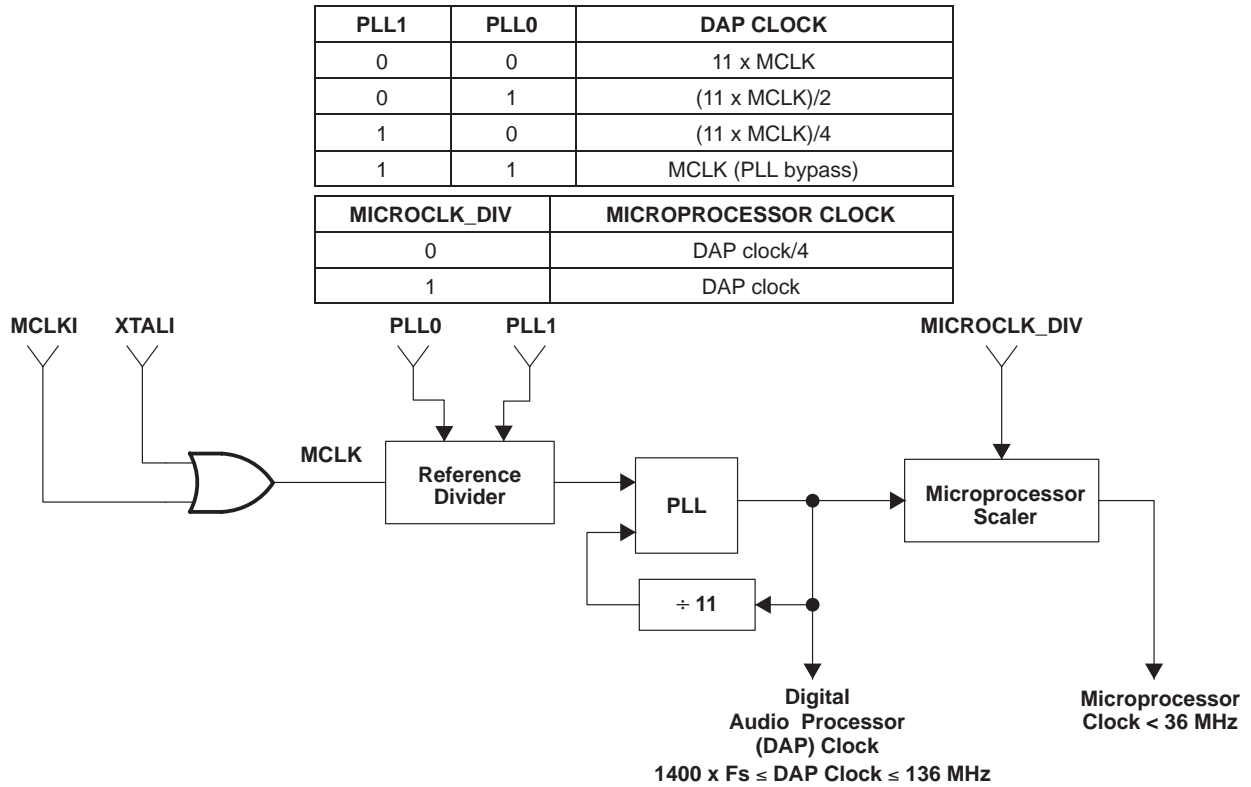 PLL1 PLL0 DAP CLOCK
0 0 11 x MCLK
0 1 (11 x MCLK)/2
1 0 (11 x MCLK)/4
1 1 MCLK (PLL bypass)
MICROCLK_DIV MICROPROCESSOR CLOCK
0 DAP clock/4
1 DAP clock
MCLKI XTALI PLL0 PLL1 MICROCLK_DIV
MCLK
Reference
Divider
PLL
Microprocessor
Scaler
÷ 11
Digital
Audio Processor
(DAP) Clock
1400 x Fs ≤ DAP Clock ≤ 136 MHz
Microprocessor
Clock < 36 MHz